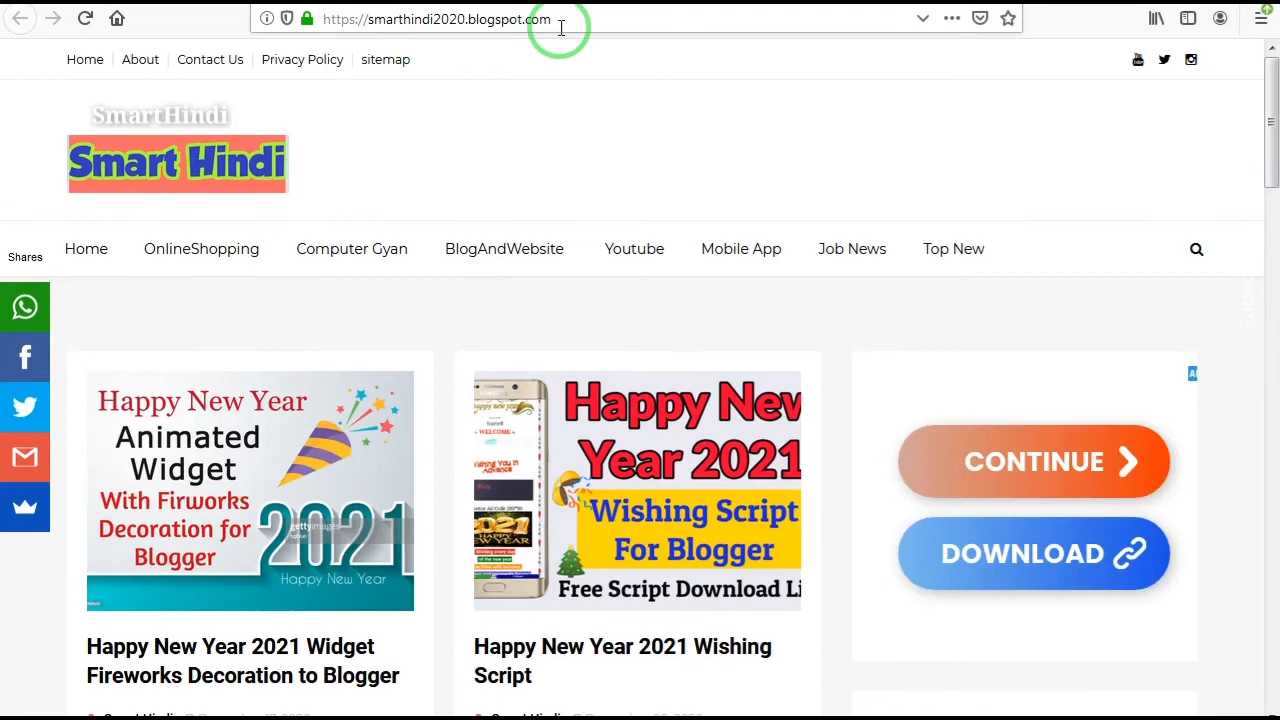 https://smarthindi2020.blogspot.com
Home About Contact Us Privacy Policy sitemap
SmartHindi
Smart Hindi
Home OnlineShopping Computer Gyan BlogAndWebsite Youtube Mobile App Job News Top New
Shares
Happy New Year
Animated
Widget
With Firworks
Decoration for
Blogger
2021
gettyimages
Happy New Year
Happy New
Year 2021
Wishing Script
For Blogger
Free Script Download Li
WELCOME
2021
CONTINUE
DOWNLOAD
Happy New Year 2021 Widget
Fireworks Decoration to Blogger
Happy New Year 2021 Wishing
Script